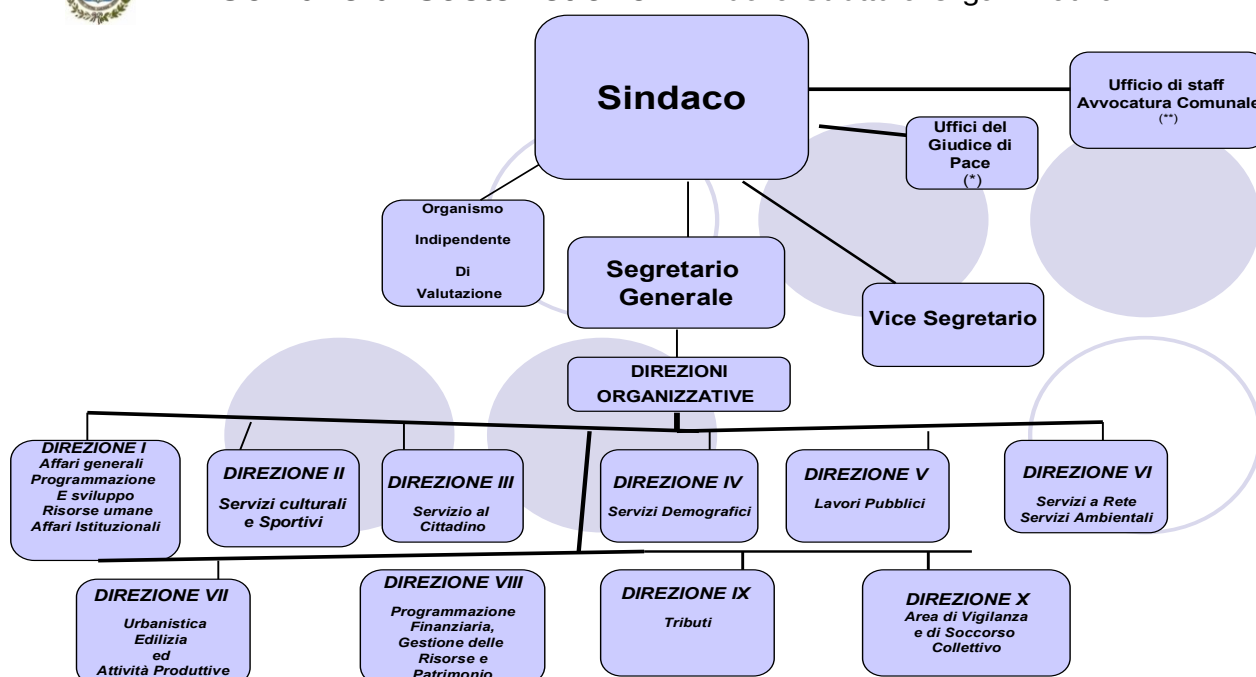 Sindaco
Ufficio di staff
Avvocatura Comunale
(**)
Uffici del
Giudice di
Pace
(*)
Organismo
Indipendente
Di
Valutazione
Segretario
Generale
Vice Segretario
DIREZIONI
ORGANIZZATIVE
DIREZIONE I
Affari generali
Programmazione
E sviluppo
Risorse umane
Affari Istituzionali
DIREZIONE II
Servizi culturali
e Sportivi
DIREZIONE III
Servizio al
Cittadino
DIREZIONE IV
Servizi Demografici
DIREZIONE V
Lavori Pubblici
DIREZIONE VI
Servizi a Rete
Servizi Ambientali
DIREZIONE VII
Urbanistica
Edilizia
ed
Attività Produttive
DIREZIONE VIII
Programmazione
Finanziaria,
Gestione delle
Risorse e
Patrimonio
DIREZIONE IX
Tributi
DIREZIONE X
Area di Vigilanza
e di Soccorso
Collettivo